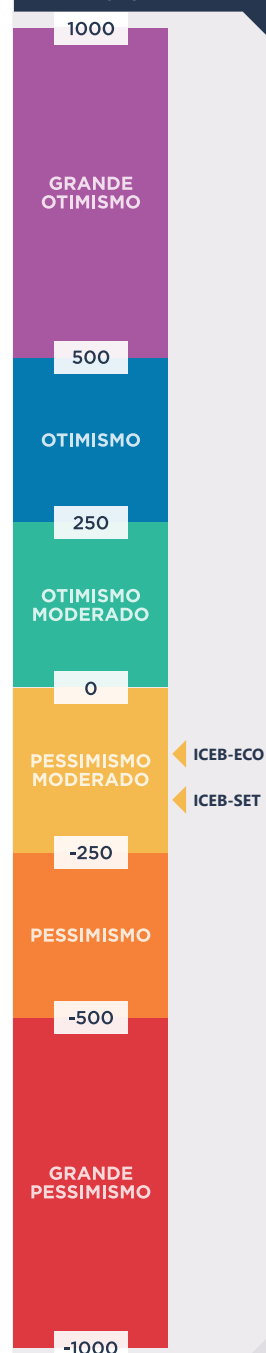 1000
GRANDE
OTIMISMO
500
OTIMISMO
250
OTIMISMO
MODERADO
0
PESSIMISMO
MODERADO
ICEB-ECO
ICEB-SET
-250
PESSIMISMO
-500
GRANDE
PESSIMISMO
-1000